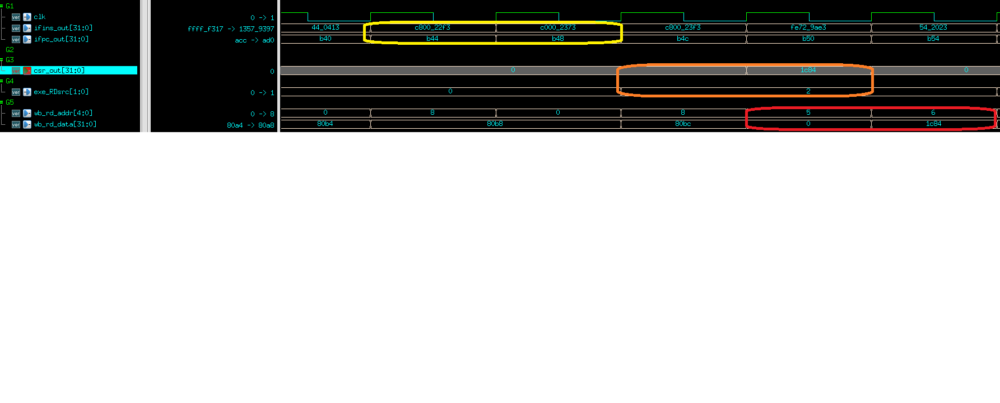 G1
ver clk 0 -> 1
ver ifins_out[31:0] ffff_f317 -> 1357_9397 44_0413 c800_22f3 c000_2373 c800_23f3 fe72_9ae3 54_2023
ver ifpc_out[31:0] acc -> ad0 b40 b44 b48 b4c b50 b54
G2
G3
ver csr_out[31:0] 0 0 1c84 0
G4
ver exe_RDsrc[1:0] 0 -> 1 0 2
G5
ver wb_rd_addr[4:0] 0 -> 8 0 8 0 8 5 6
ver wb_rd_data[31:0] 80a4 -> 80a8 80b4 80b8 80bc 0 1c84